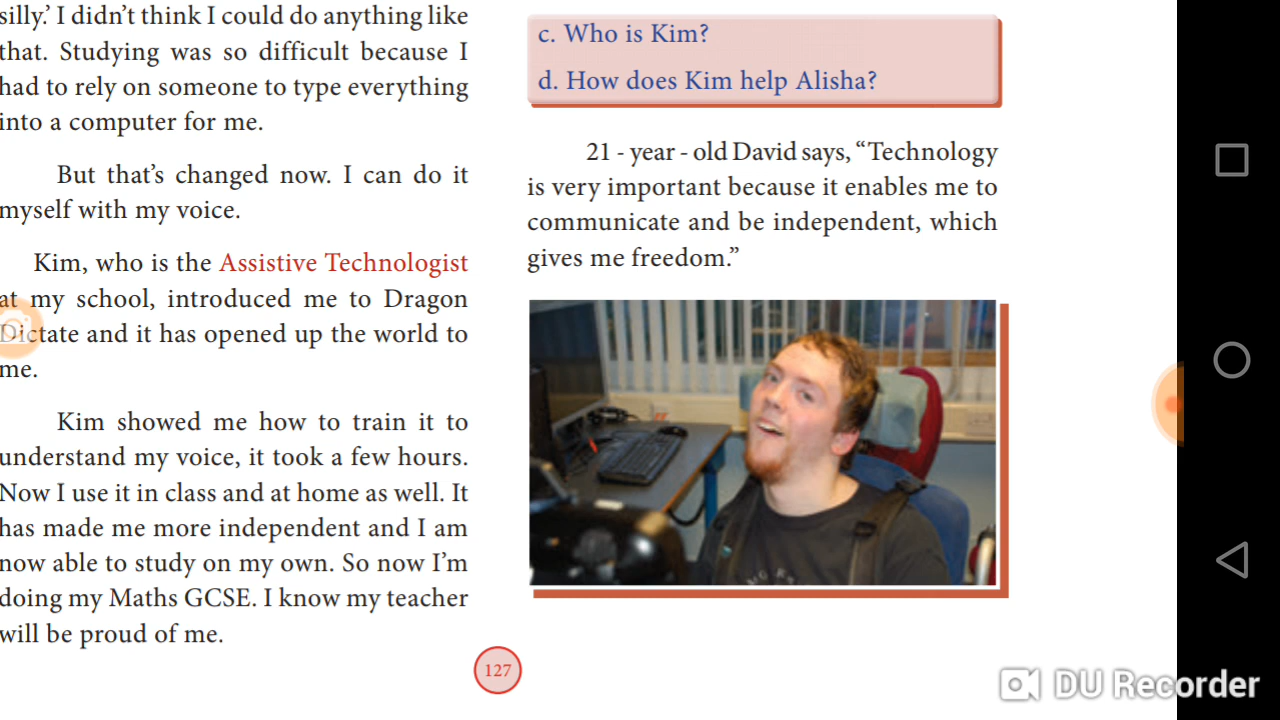 silly.’ I didn’t think I could do anything like
that. Studying was so difficult because I
had to rely on someone to type everything
into a computer for me.
But that’s changed now. I can do it
myself with my voice.
Kim, who is the Assistive Technologist
at my school, introduced me to Dragon
Dictate and it has opened up the world to
me.
Kim showed me how to train it to
understand my voice, it took a few hours.
Now I use it in class and at home as well. It
has made me more independent and I am
now able to study on my own. So now I’m
doing my Maths GCSE. I know my teacher
will be proud of me.
c. Who is Kim?
d. How does Kim help Alisha?
21 - year - old David says, “Technology
is very important because it enables me to
communicate and be independent, which
gives me freedom.”
127
DU Recorder